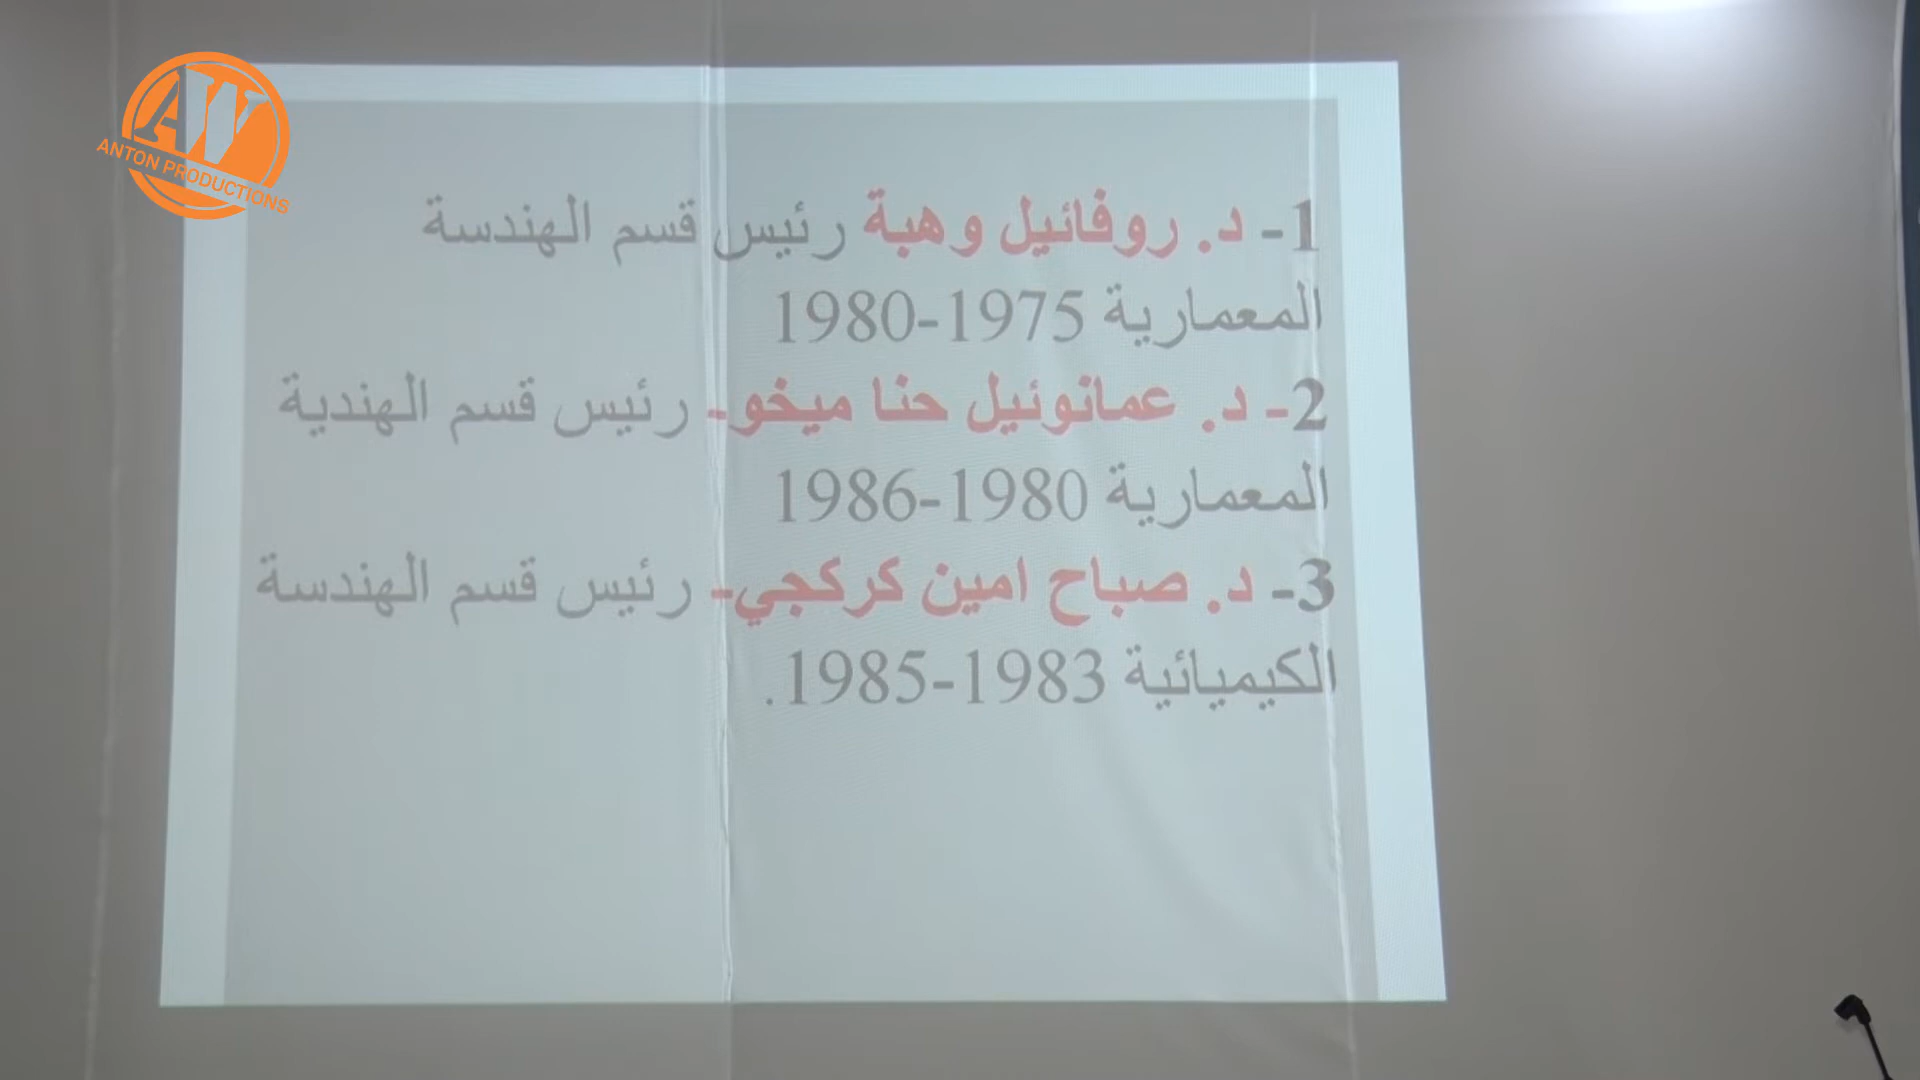 AW
ANTON PRODUCTIONS
1- د. روفائيل وهبة رئيس قسم الهندسة
المعمارية 1975-1980
2- د. عمانوئيل حنا ميخو- رئيس قسم الهندية
المعمارية 1980-1986
3- د. صباح امين كركجي- رئيس قسم الهندسة
الكيميائية 1983-1985.